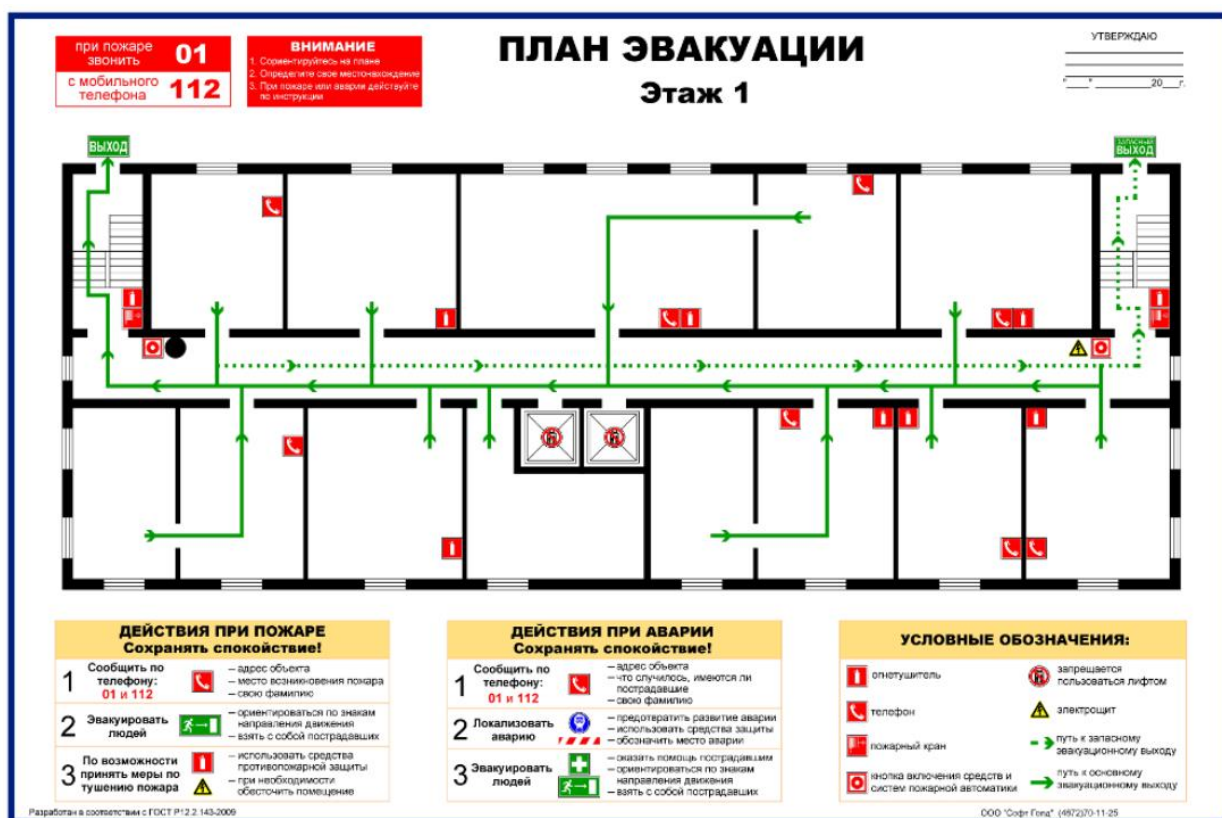 при пожаре
звонить 01
с мобильного
телефона 112
ВНИМАНИЕ
1. Сориентируйтесь на плане
2. Определите свое местонахождение
3. При пожаре или аварии действуйте
по инструкции
ПЛАН ЭВАКУАЦИИ
Этаж 1
УТВЕРЖДАЮ
"____"____________20___г.
ВЫХОД
ЗАПАСНЫЙ
ВЫХОД
ДЕЙСТВИЯ ПРИ ПОЖАРЕ
Сохранять спокойствие!
1 Сообщить по
телефону:
01 и 112
– адрес объекта
– место возникновения пожара
– свою фамилию
2 Эвакуировать
людей
– ориентироваться по знакам
направления движения
– взять с собой пострадавших
3 По возможности
принять меры по
тушению пожара
– использовать средства
противопожарной защиты
– при необходимости
обесточить помещение
ДЕЙСТВИЯ ПРИ АВАРИИ
Сохранять спокойствие!
1 Сообщить по
телефону:
01 и 112
– адрес объекта
– что случилось, имеются ли
пострадавшие
– свою фамилию
2 Локализовать
аварию
– предотвратить развитие аварии
– использовать средства защиты
– обозначить место аварии
3 Эвакуировать
людей
– оказать помощь пострадавшим
– ориентироваться по знакам
направления движения
– взять с собой пострадавших
УСЛОВНЫЕ ОБОЗНАЧЕНИЯ:
огнетушитель
телефон
пожарный кран
кнопка включения средств и
систем пожарной автоматики
запрещается
пользоваться лифтом
электрощит
путь к запасному
эвакуационному выходу
путь к основному
эвакуационному выходу
Разработан в соответствии с ГОСТ Р12.2.143-2009
ООО "Софт Голд" (4872)70-11-25